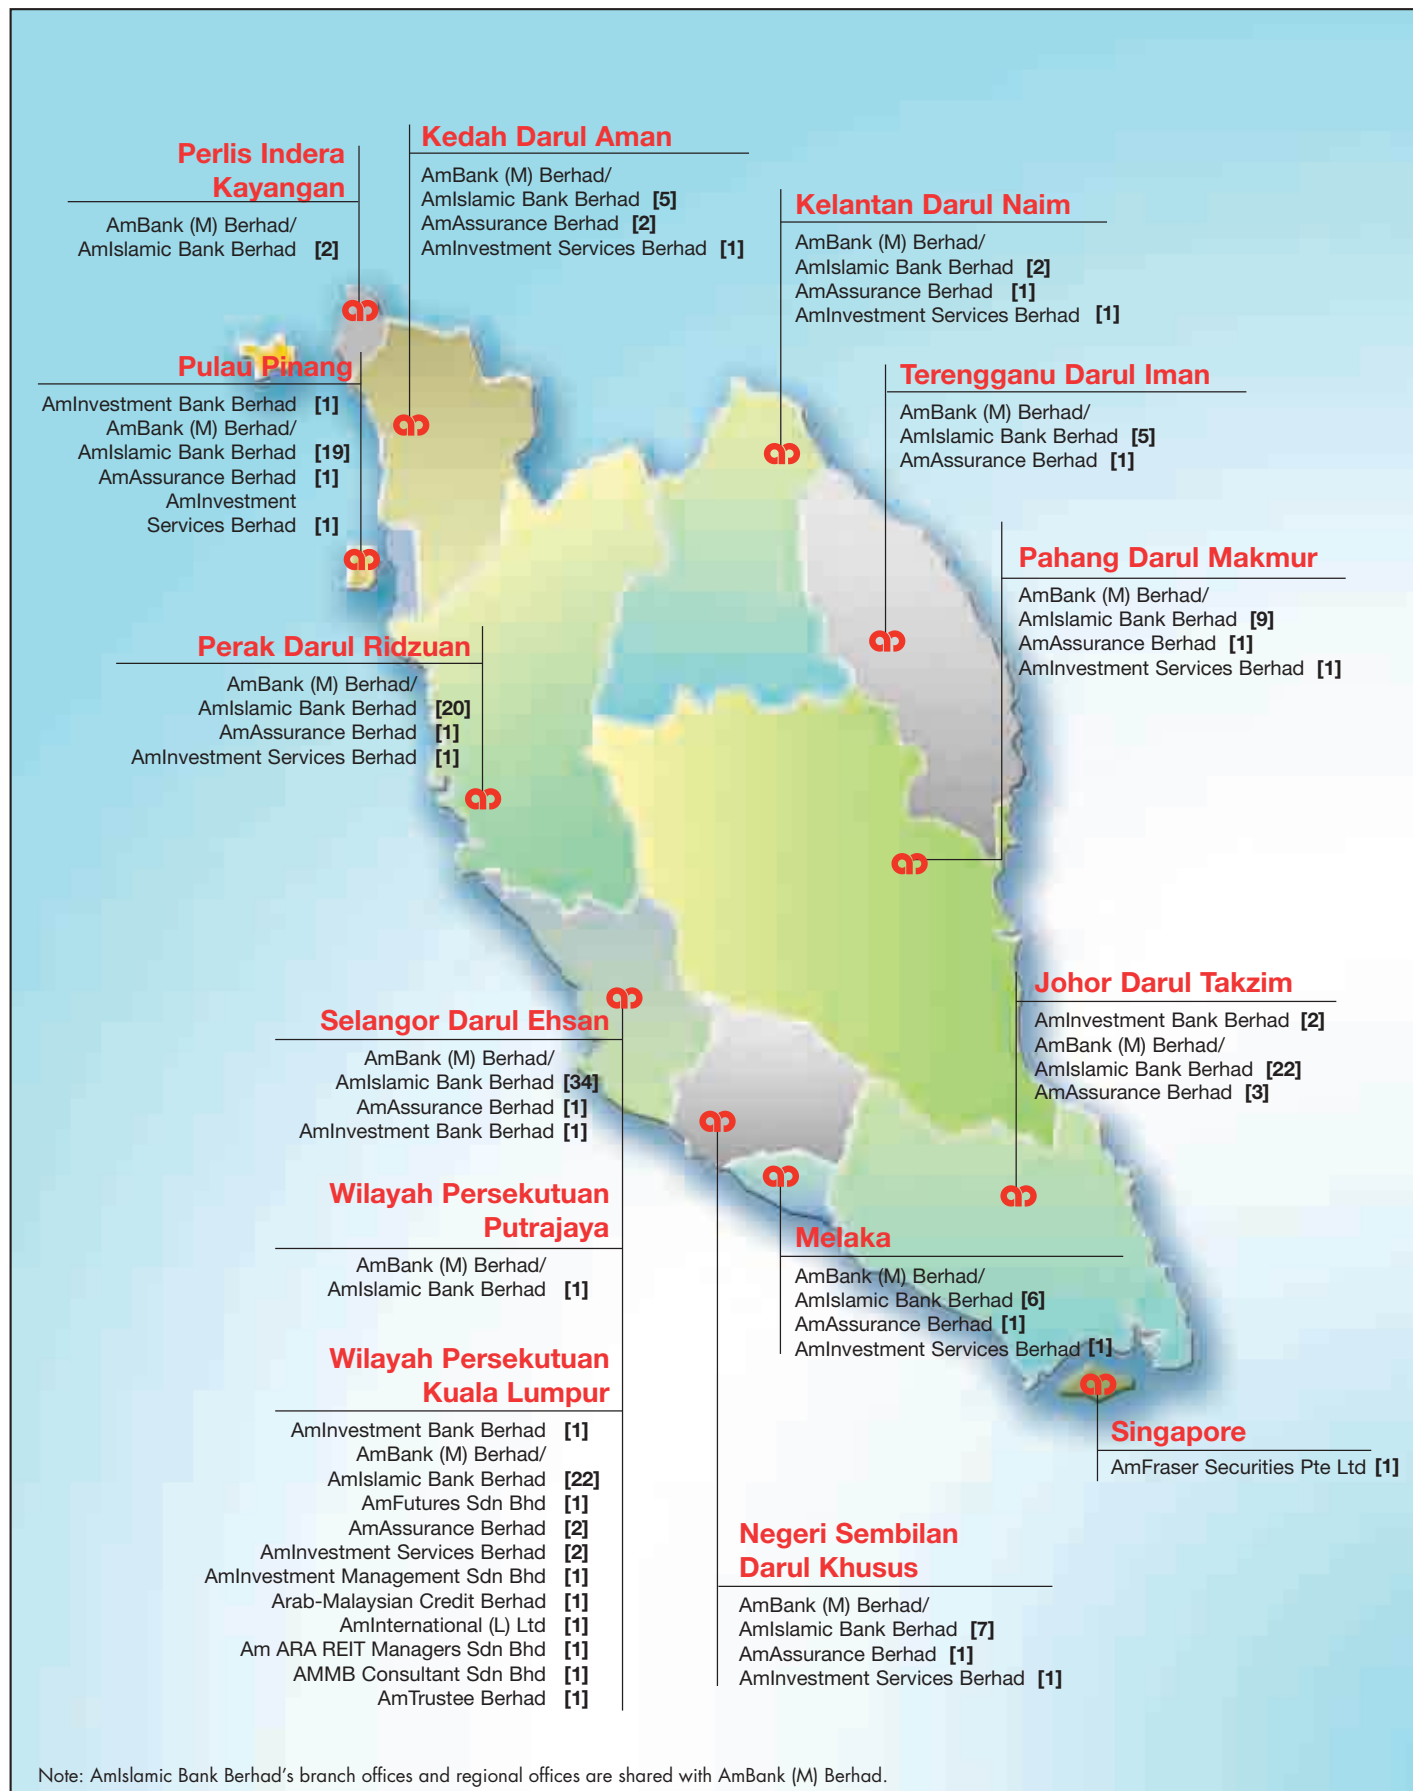 Perlis Indera
Kayangan
AmBank (M) Berhad/
AmIslamic Bank Berhad [2]
Kedah Darul Aman
AmBank (M) Berhad/
AmIslamic Bank Berhad [5]
AmAssurance Berhad [2]
AmInvestment Services Berhad [1]
Kelantan Darul Naim
AmBank (M) Berhad/
AmIslamic Bank Berhad [2]
AmAssurance Berhad [1]
AmInvestment Services Berhad [1]
Pulau Pinang
AmInvestment Bank Berhad [1]
AmBank (M) Berhad/
AmIslamic Bank Berhad [19]
AmAssurance Berhad [1]
AmInvestment
Services Berhad [1]
Terengganu Darul Iman
AmBank (M) Berhad/
AmIslamic Bank Berhad [5]
AmAssurance Berhad [1]
Pahang Darul Makmur
AmBank (M) Berhad/
AmIslamic Bank Berhad [9]
AmAssurance Berhad [1]
AmInvestment Services Berhad [1]
Perak Darul Ridzuan
AmBank (M) Berhad/
AmIslamic Bank Berhad [20]
AmAssurance Berhad [1]
AmInvestment Services Berhad [1]
Johor Darul Takzim
AmInvestment Bank Berhad [2]
AmBank (M) Berhad/
AmIslamic Bank Berhad [22]
AmAssurance Berhad [3]
Selangor Darul Ehsan
AmBank (M) Berhad/
AmIslamic Bank Berhad [34]
AmAssurance Berhad [1]
AmInvestment Bank Berhad [1]
Wilayah Persekutuan
Putrajaya
AmBank (M) Berhad/
AmIslamic Bank Berhad [1]
Melaka
AmBank (M) Berhad/
AmIslamic Bank Berhad [6]
AmAssurance Berhad [1]
AmInvestment Services Berhad [1]
Wilayah Persekutuan
Kuala Lumpur
AmInvestment Bank Berhad [1]
AmBank (M) Berhad/
AmIslamic Bank Berhad [22]
AmFutures Sdn Bhd [1]
AmAssurance Berhad [2]
AmInvestment Services Berhad [2]
AmInvestment Management Sdn Bhd [1]
Arab-Malaysian Credit Berhad [1]
AmInternational (L) Ltd [1]
Am ARA REIT Managers Sdn Bhd [1]
AMMB Consultant Sdn Bhd [1]
AmTrustee Berhad [1]
Singapore
AmFraser Securities Pte Ltd [1]
Negeri Sembilan
Darul Khusus
AmBank (M) Berhad/
AmIslamic Bank Berhad [7]
AmAssurance Berhad [1]
AmInvestment Services Berhad [1]
Note: AmIslamic Bank Berhad's branch offices and regional offices are shared with AmBank (M) Berhad.